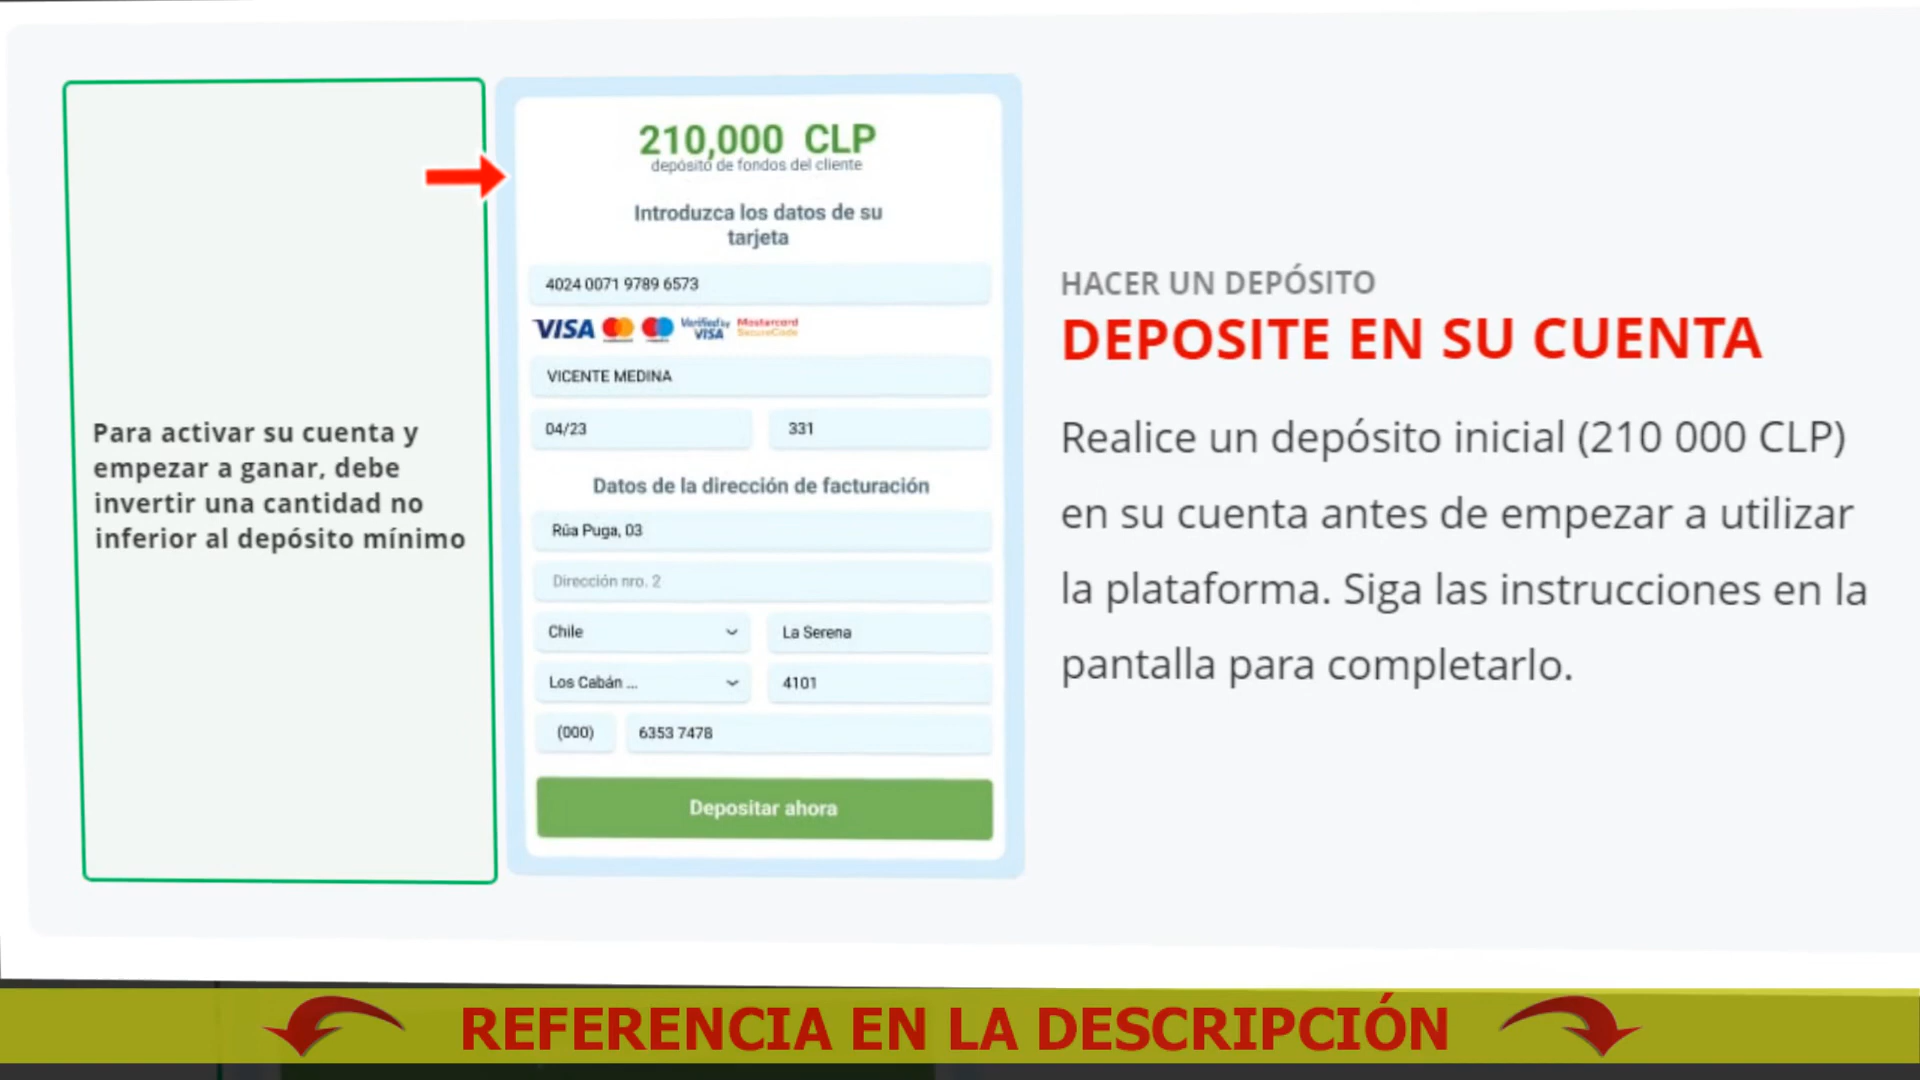 Para activar su cuenta y
empezar a ganar, debe
invertir una cantidad no
inferior al depósito mínimo
210,000 CLP
depósito de fondos del cliente
Introduzca los datos de su
tarjeta
4024 0071 9789 6573
VISA Verified by VISA Mastercard SecureCode
VICENTE MEDINA
04/23 331
Datos de la dirección de facturación
Rúa Puga, 03
Dirección nro. 2
Chile La Serena
Los Cabán ... 4101
(000) 6353 7478
Depositar ahora
HACER UN DEPÓSITO
DEPOSITE EN SU CUENTA
Realice un depósito inicial (210 000 CLP)
en su cuenta antes de empezar a utilizar
la plataforma. Siga las instrucciones en la
pantalla para completarlo.
REFERENCIA EN LA DESCRIPCIÓN